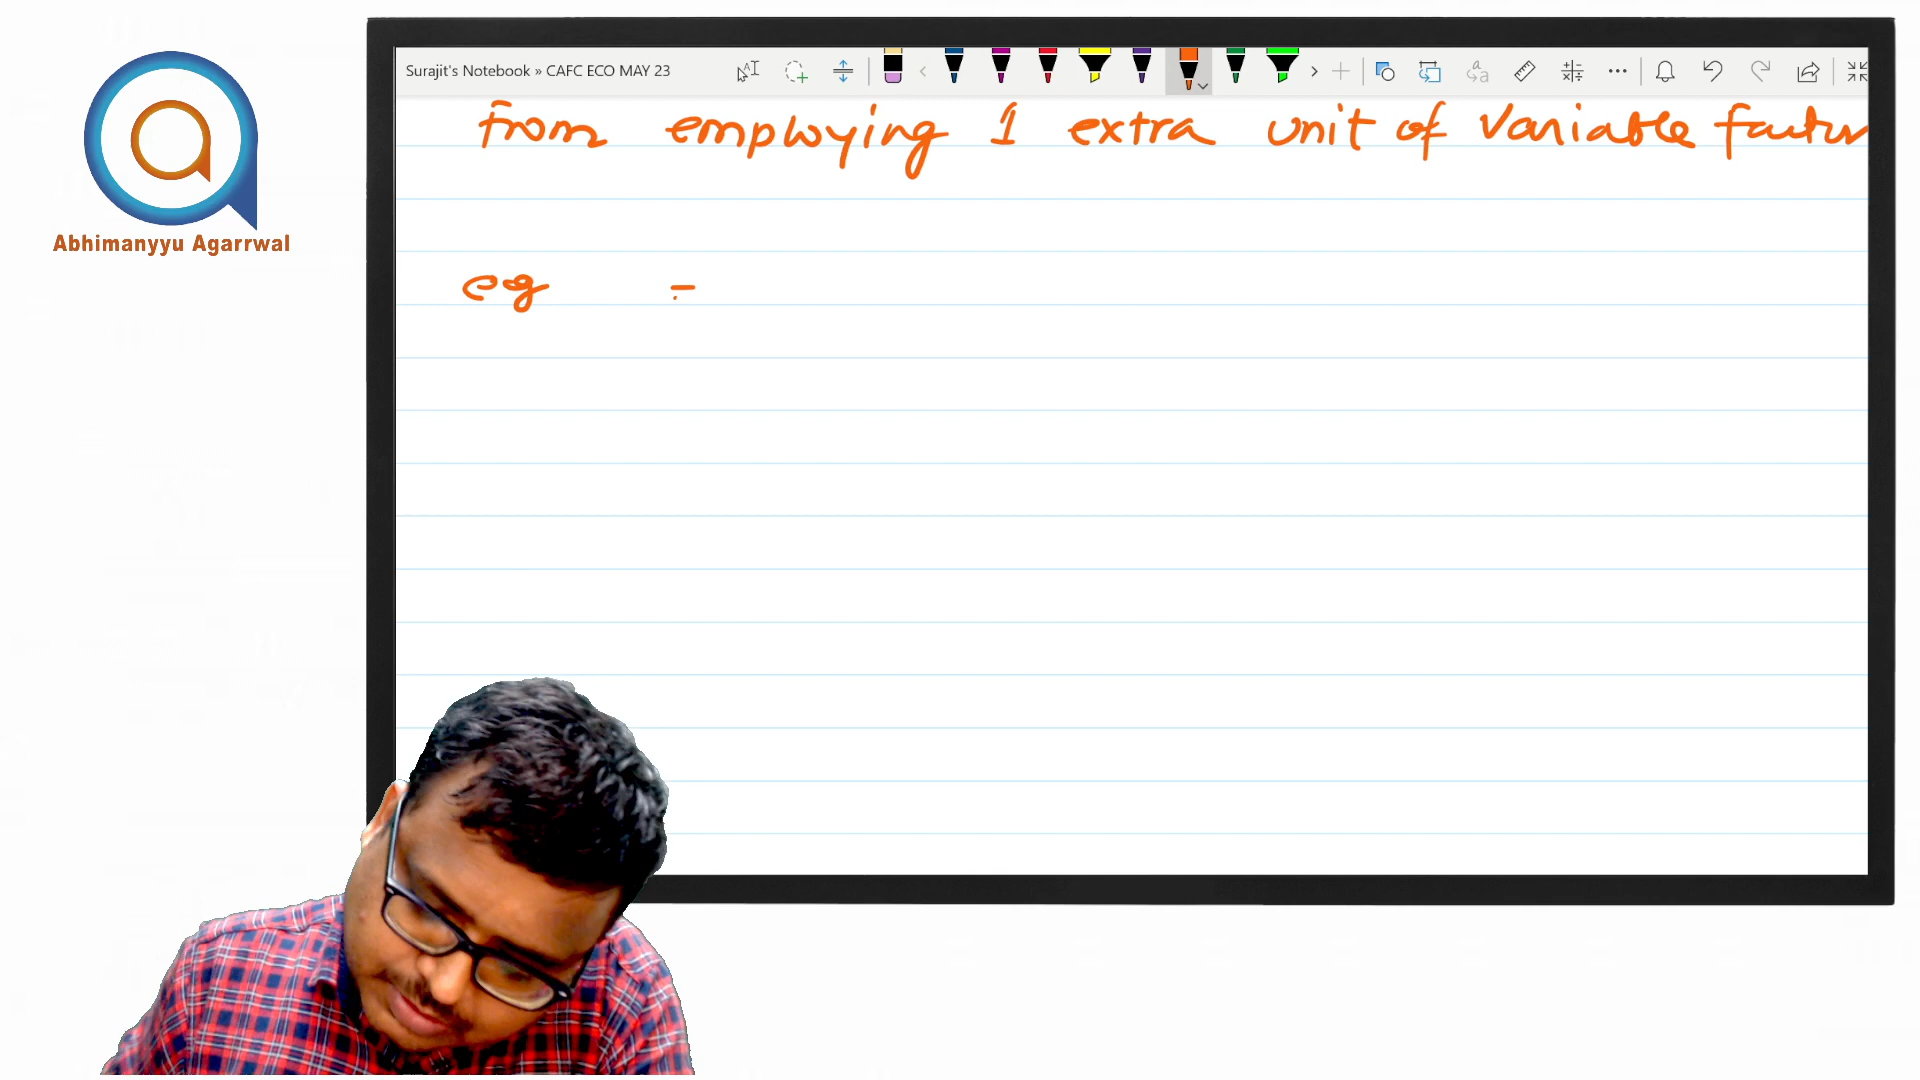 Surajit's Notebook » CAFC ECO MAY 23
from employing 1 extra unit of variable factor
Abhimanyyu Agarrwal
eg =